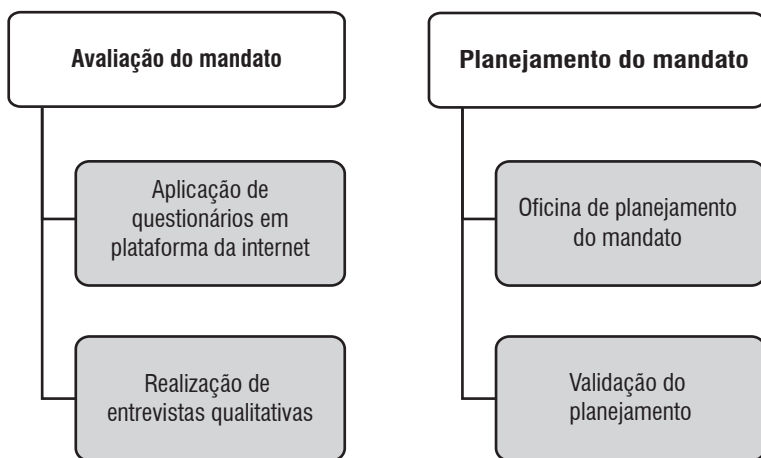 Avaliação do mandato
Aplicação de
questionários em
plataforma da internet
Realização de
entrevistas qualitativas
Planejamento do mandato
Oficina de planejamento
do mandato
Validação do
planejamento